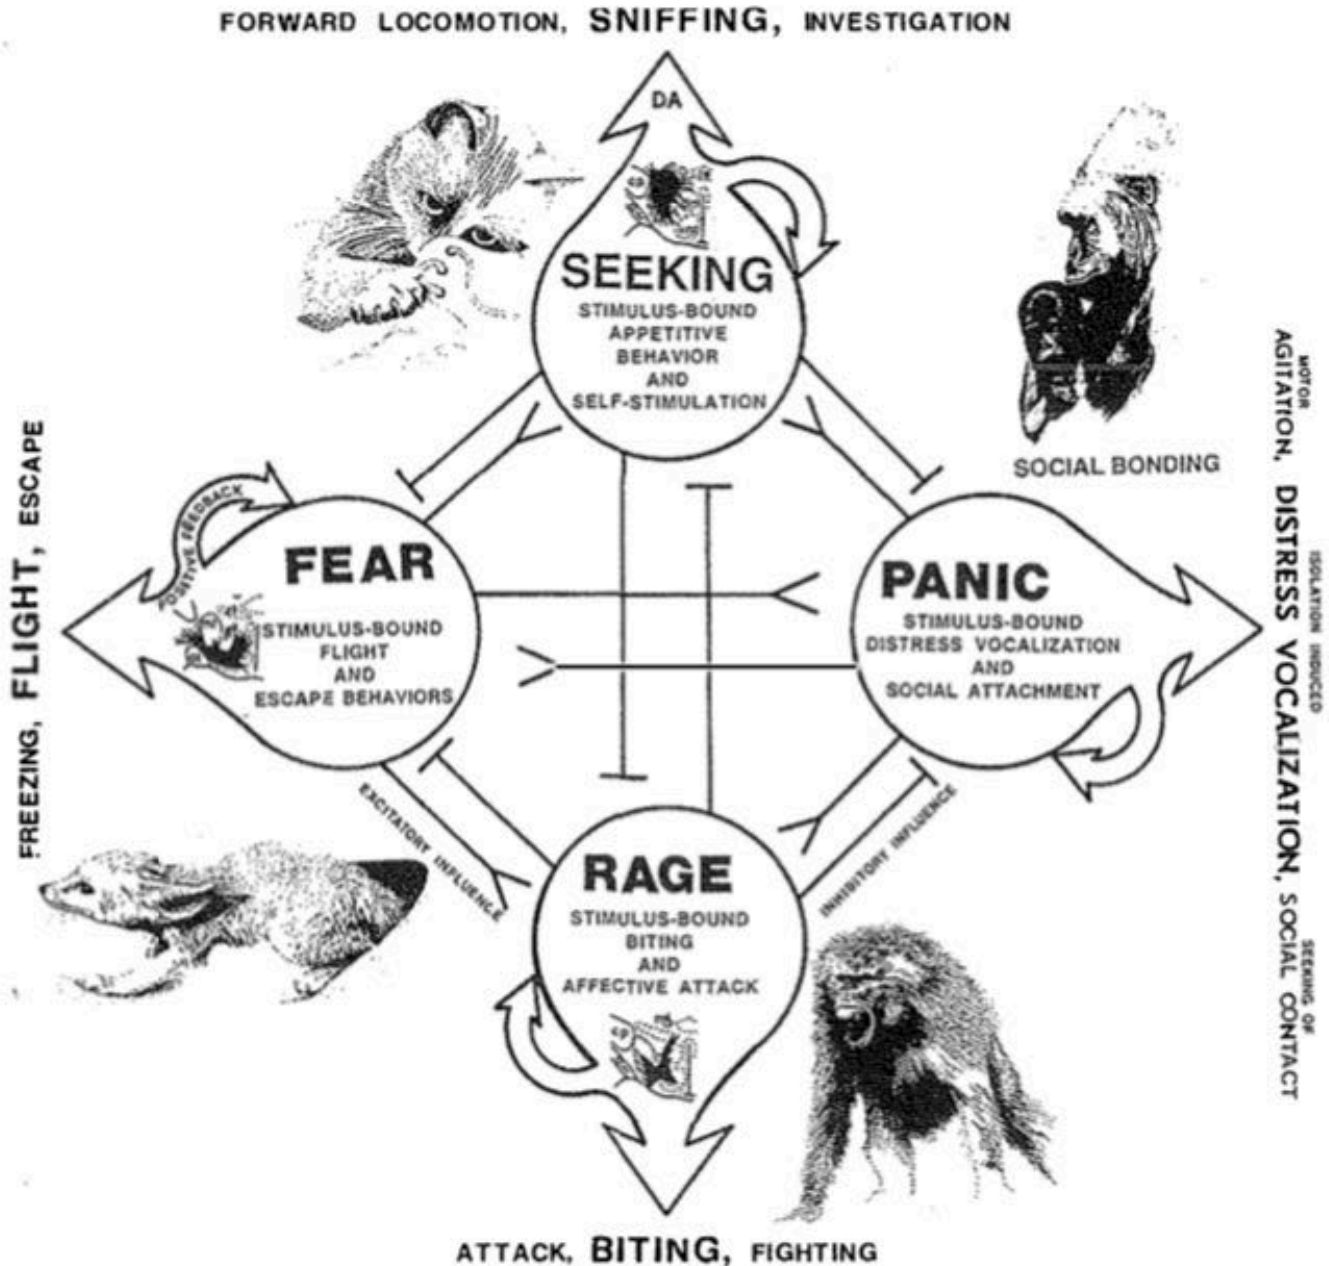 FORWARD LOCOMOTION, SNIFFING, INVESTIGATION
DA
SEEKING
STIMULUS-BOUND
APPETITIVE
BEHAVIOR
AND
SELF-STIMULATION
SOCIAL BONDING
FREEZING, FLIGHT, ESCAPE
POSITIVE FEEDBACK
FEAR
STIMULUS-BOUND
FLIGHT
AND
ESCAPE BEHAVIORS
PANIC
STIMULUS-BOUND
DISTRESS VOCALIZATION
AND
SOCIAL ATTACHMENT
MOTOR
AGITATION,
ISOLATION INDUCED
DISTRESS VOCALIZATION,
SEEKING OF
SOCIAL CONTACT
EXCITATORY INFLUENCE
INHIBITORY INFLUENCE
RAGE
STIMULUS-BOUND
BITING
AND
AFFECTIVE ATTACK
ATTACK, BITING, FIGHTING